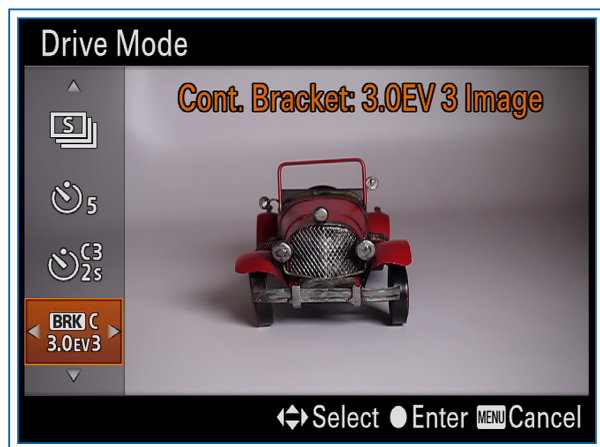 Drive Mode
Cont. Bracket: 3.0EV 3 Image
S
5
C3
2s
BRK C
3.0EV3
Select Enter MENU Cancel